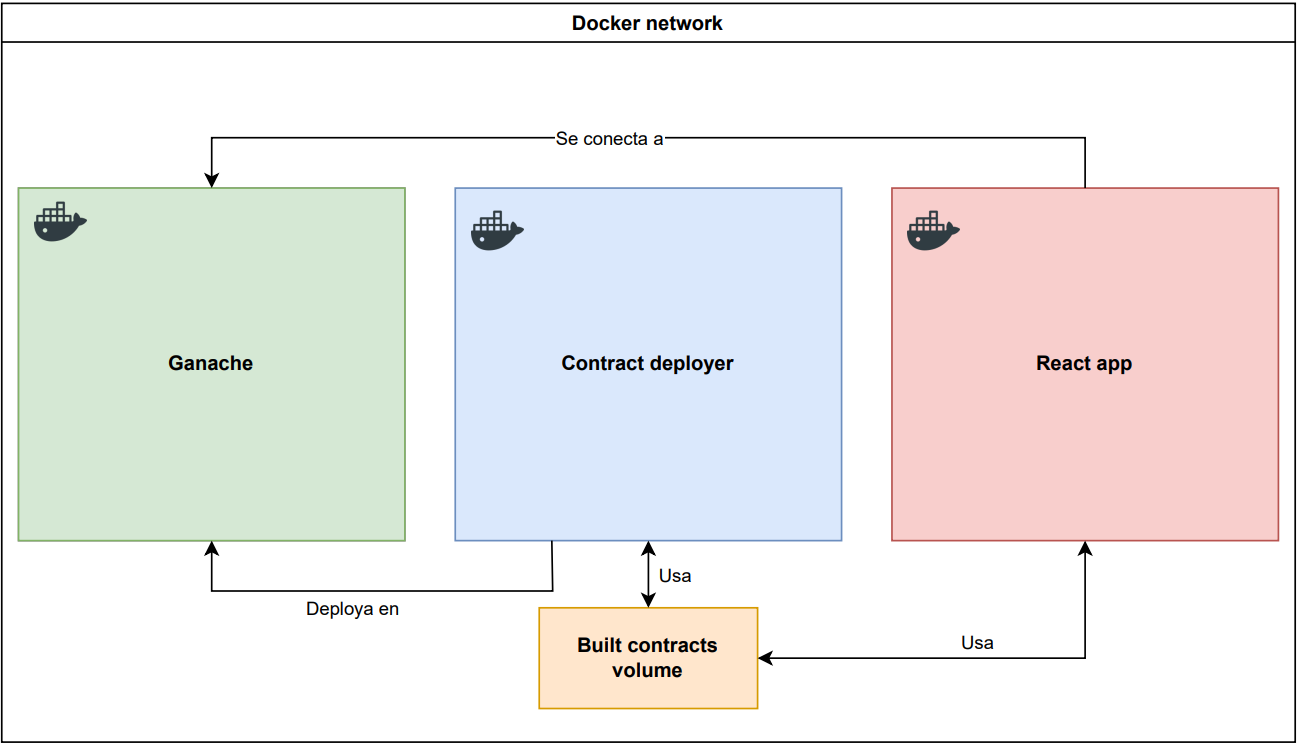 Docker network
Se conecta a
Ganache
Contract deployer
React app
Usa
Deploya en
Built contracts
volume
Usa